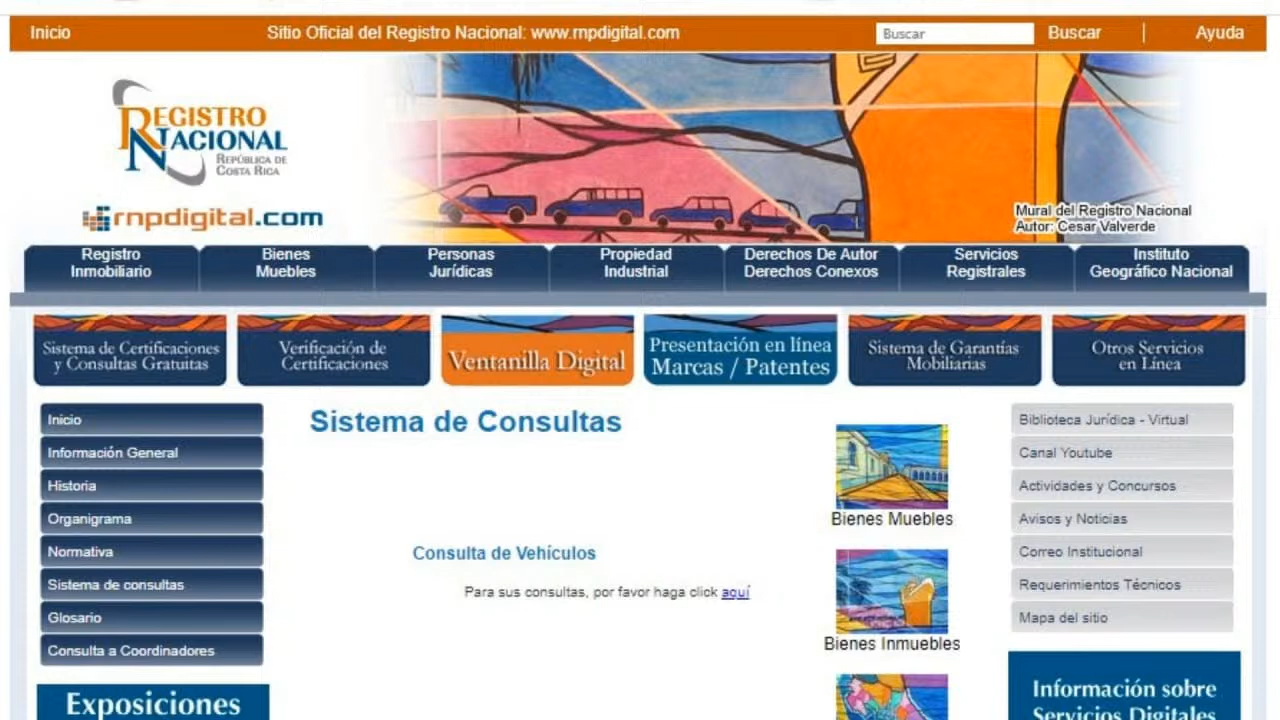 Inicio
Sitio Oficial del Registro Nacional: www.rnpdigital.com
Buscar
Buscar
|
Ayuda
REGISTRO
NACIONAL
REPÚBLICA DE
COSTA RICA
rnpdigital.com
Mural del Registro Nacional
Autor: Cesar Valverde
Registro
Inmobiliario
Bienes
Muebles
Personas
Jurídicas
Propiedad
Industrial
Derechos De Autor
Derechos Conexos
Servicios
Registrales
Instituto
Geográfico Nacional
Sistema de Certificaciones
y Consultas Gratuitas
Verificación de
Certificaciones
Ventanilla Digital
Presentación en línea
Marcas / Patentes
Sistema de Garantías
Mobiliarias
Otros Servicios
en Línea
Inicio
Información General
Historia
Organigrama
Normativa
Sistema de consultas
Glosario
Consulta a Coordinadores
Exposiciones
Sistema de Consultas
Consulta de Vehículos
Para sus consultas, por favor haga click aquí
Bienes Muebles
Bienes Inmuebles
Biblioteca Jurídica - Virtual
Canal Youtube
Actividades y Concursos
Avisos y Noticias
Correo Institucional
Requerimientos Técnicos
Mapa del sitio
Información sobre
Servicios Digitales